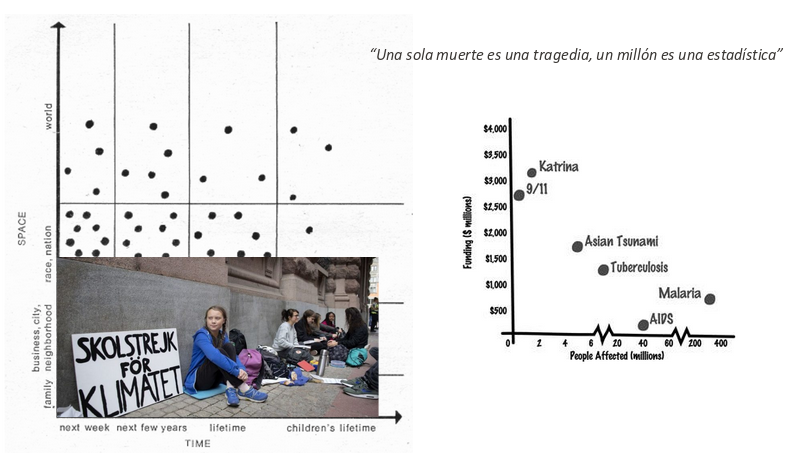 “Una sola muerte es una tragedia, un millón es una estadística”
SPACE
world
race, nation
business, city,
neighborhood
family
next week
next few years
lifetime
children's lifetime
TIME
SKOLSTREJK
FÖR
KLIMATET
Funding ($ millions)
$4,000
$3,500
$3,000
$2,500
$2,000
$1,500
$1,000
$500
Katrina
9/11
Asian Tsunami
Tuberculosis
Malaria
AIDS
0 2 4 6 20 40 60 200 400
People Affected (millions)